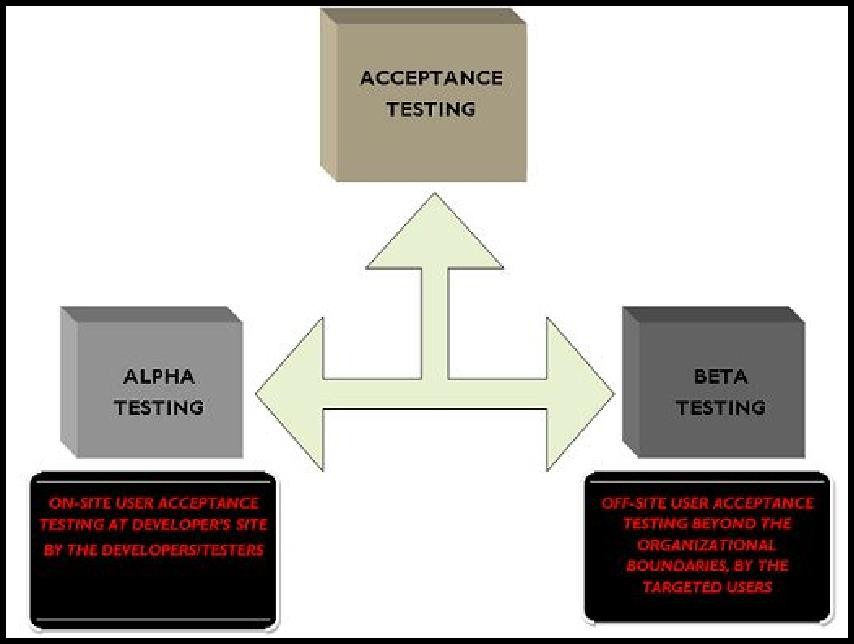 ACCEPTANCE
TESTING
ALPHA
TESTING
BETA
TESTING
ON-SITE USER ACCEPTANCE
TESTING AT DEVELOPER'S SITE
BY THE DEVELOPERS/TESTERS
OFF-SITE USER ACCEPTANCE
TESTING BEYOND THE
ORGANIZATIONAL
BOUNDARIES, BY THE
TARGETED USERS